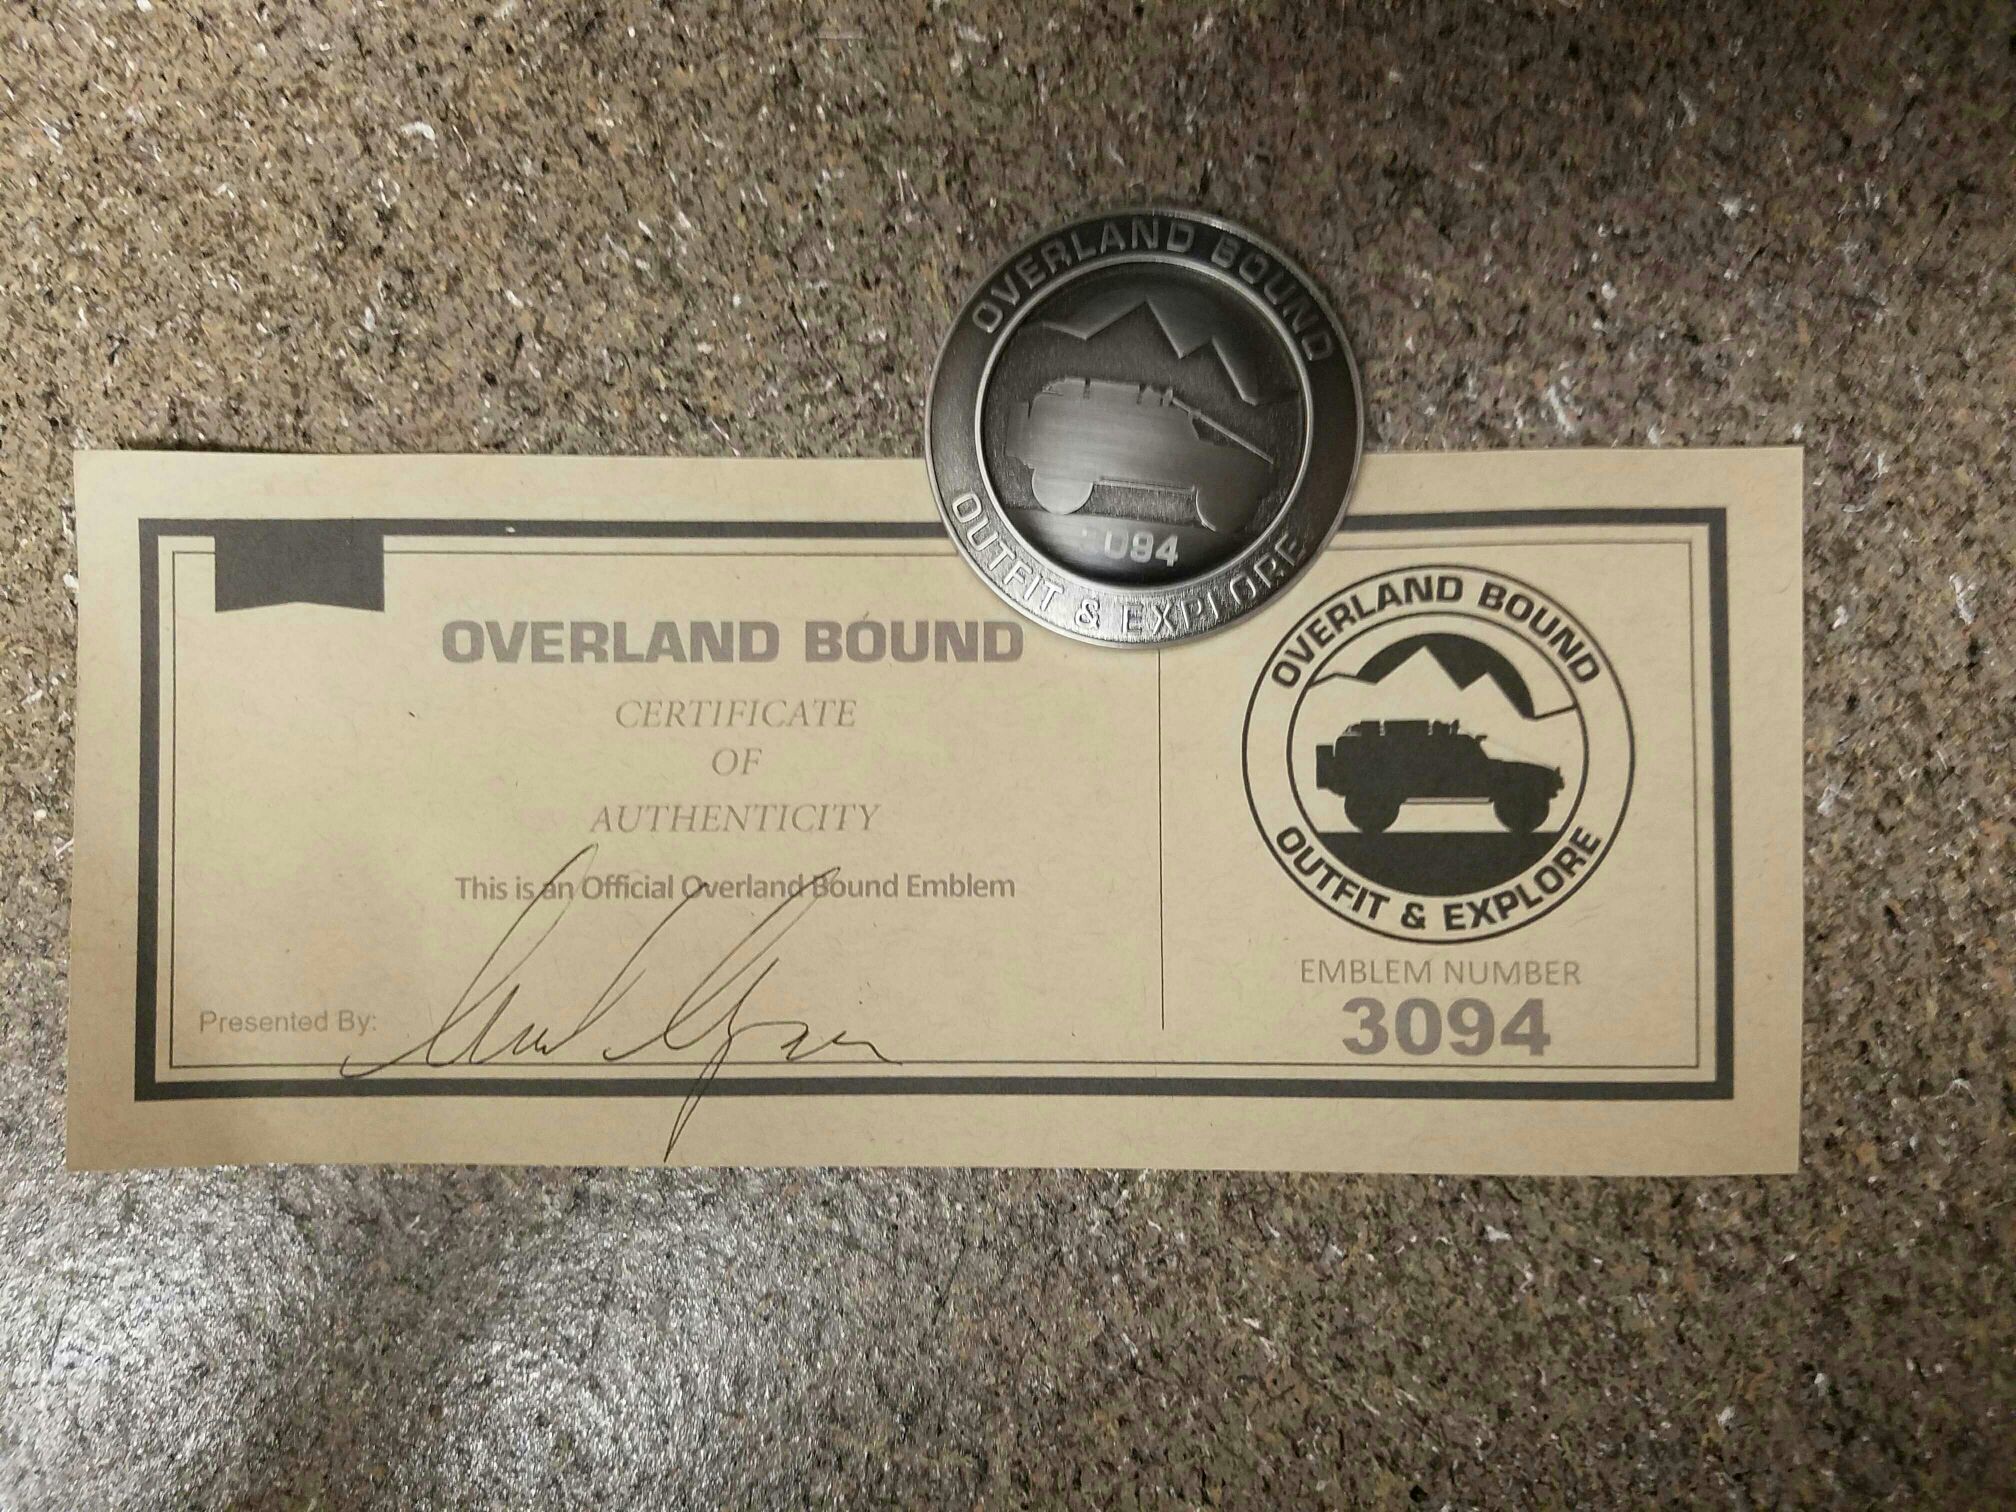 OVERLAND BOUND
3094
OUTFIT & EXPLORE
OVERLAND BOUND
CERTIFICATE
OF
AUTHENTICITY
This is an Official Overland Bound Emblem
Presented By:
OVERLAND BOUND
OUTFIT & EXPLORE
EMBLEM NUMBER
3094